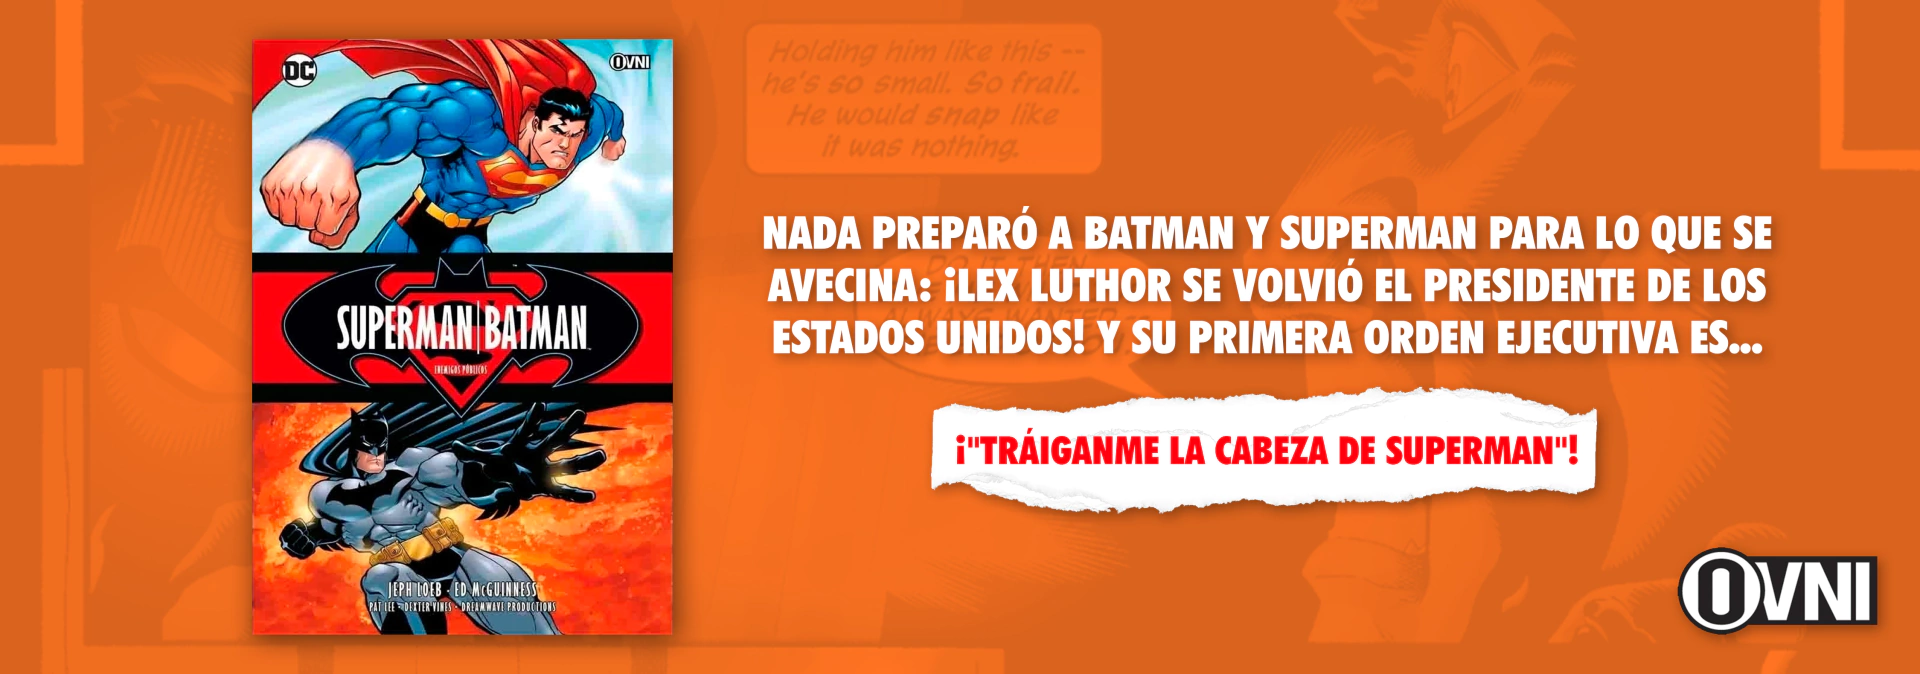 DC
OVNI
SUPERMAN|BATMAN
ENEMIGOS PÚBLICOS
JEPH LOEB - ED McGUINNESS
PAT LEE - DEXTER VINES - DREAMWAVE PRODUCTIONS
Holding him like this --
he's so small. So frail.
He would snap like
it was nothing.
NADA PREPARÓ A BATMAN Y SUPERMAN PARA LO QUE SE
AVECINA: ¡LEX LUTHOR SE VOLVIÓ EL PRESIDENTE DE LOS
ESTADOS UNIDOS! Y SU PRIMERA ORDEN EJECUTIVA ES...
¡"TRÁIGANME LA CABEZA DE SUPERMAN"!
OVNI